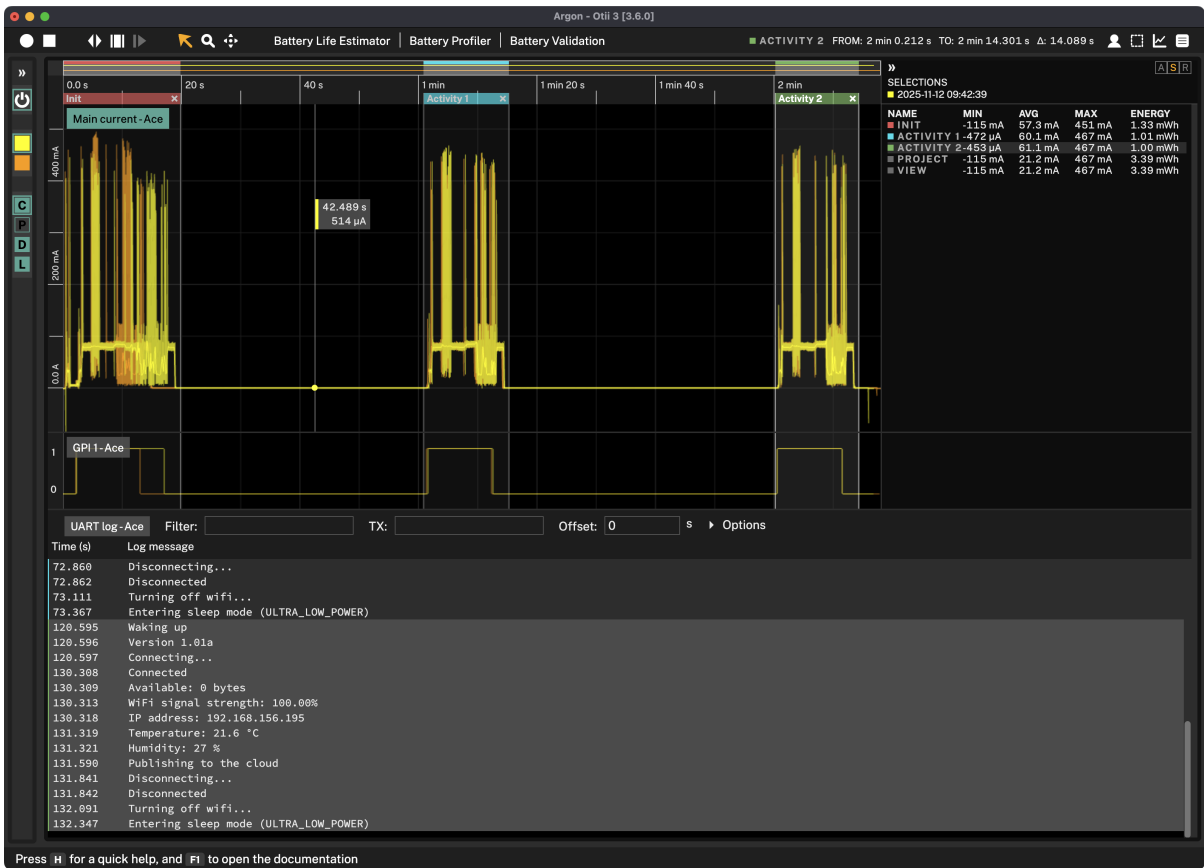 Argon - Otii 3 [3.6.0]
Battery Life Estimator | Battery Profiler | Battery Validation
ACTIVITY 2 FROM: 2 min 0.212 s TO: 2 min 14.301 s Δ: 14.089 s
»
»
A S R
SELECTIONS
2025-11-12 09:42:39
NAME MIN AVG MAX ENERGY
INIT -115 mA 57.3 mA 451 mA 1.33 mWh
ACTIVITY 1 -472 µA 60.1 mA 467 mA 1.01 mWh
ACTIVITY 2 -453 µA 61.1 mA 467 mA 1.00 mWh
PROJECT -115 mA 21.2 mA 467 mA 3.39 mWh
VIEW -115 mA 21.2 mA 467 mA 3.39 mWh
C
P
D
L
0.0 s 20 s 40 s 1 min 1 min 20 s 1 min 40 s 2 min
Init × Activity 1 × Activity 2 ×
Main current - Ace
400 mA
200 mA
0.0 A
42.489 s
514 µA
GPI 1 - Ace
1
0
UART log - Ace Filter: TX: Offset: 0 s Options
Time (s) Log message
72.860 Disconnecting...
72.862 Disconnected
73.111 Turning off wifi...
73.367 Entering sleep mode (ULTRA_LOW_POWER)
120.595 Waking up
120.596 Version 1.01a
120.597 Connecting...
130.308 Connected
130.309 Available: 0 bytes
130.313 WiFi signal strength: 100.00%
130.318 IP address: 192.168.156.195
131.319 Temperature: 21.6 °C
131.321 Humidity: 27 %
131.590 Publishing to the cloud
131.841 Disconnecting...
131.842 Disconnected
132.091 Turning off wifi...
132.347 Entering sleep mode (ULTRA_LOW_POWER)
Press H for a quick help, and F1 to open the documentation